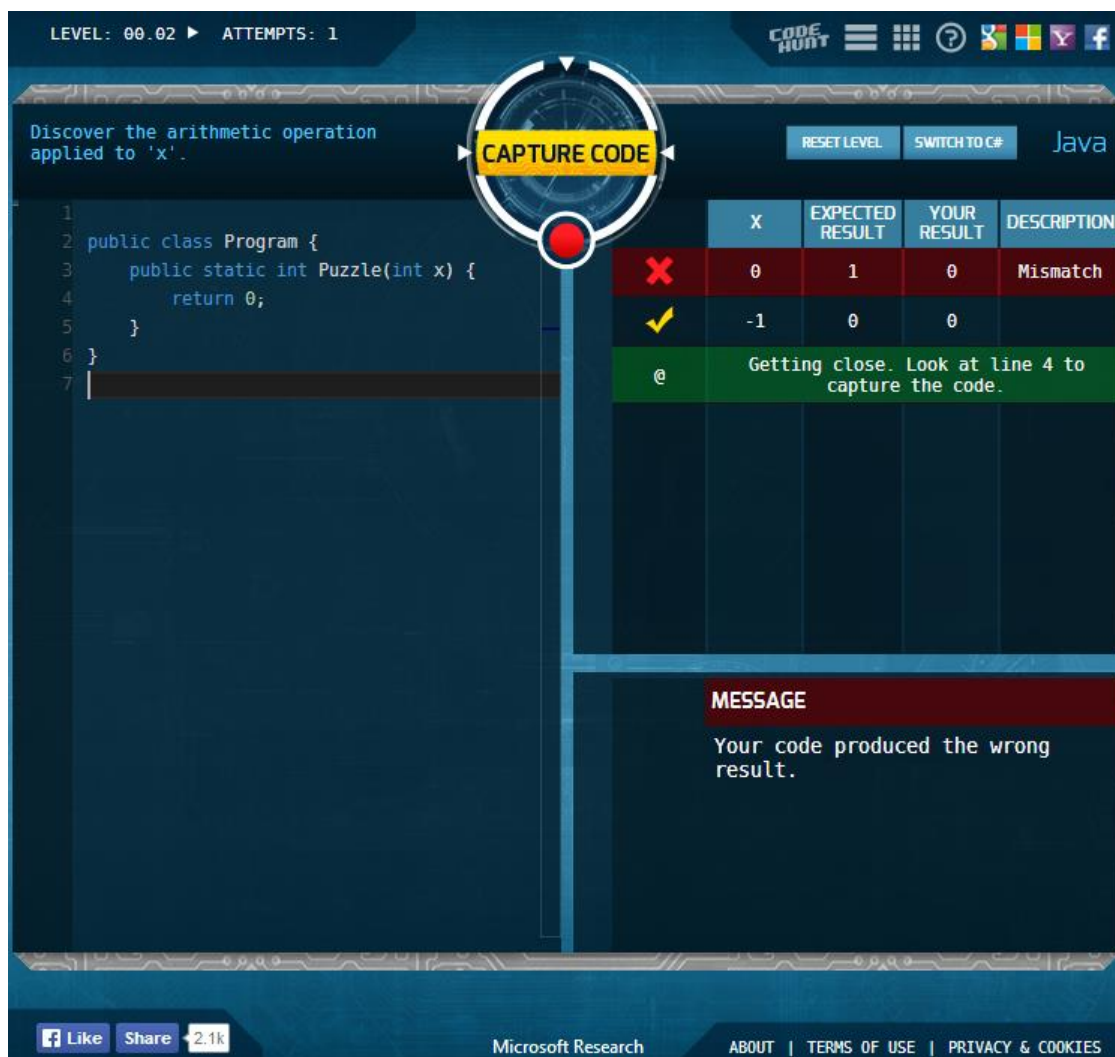 LEVEL: 00.02 ▶ ATTEMPTS: 1
CODE
HUNT
Discover the arithmetic operation
applied to 'x'.
CAPTURE CODE
RESET LEVEL
SWITCH TO C#
Java
1
2 public class Program {
3     public static int Puzzle(int x) {
4         return 0;
5     }
6 }
7
X EXPECTED RESULT YOUR RESULT DESCRIPTION
0 1 0 Mismatch
-1 0 0
@ Getting close. Look at line 4 to
capture the code.
MESSAGE
Your code produced the wrong
result.
Like Share 2.1k
Microsoft Research
ABOUT | TERMS OF USE | PRIVACY & COOKIES